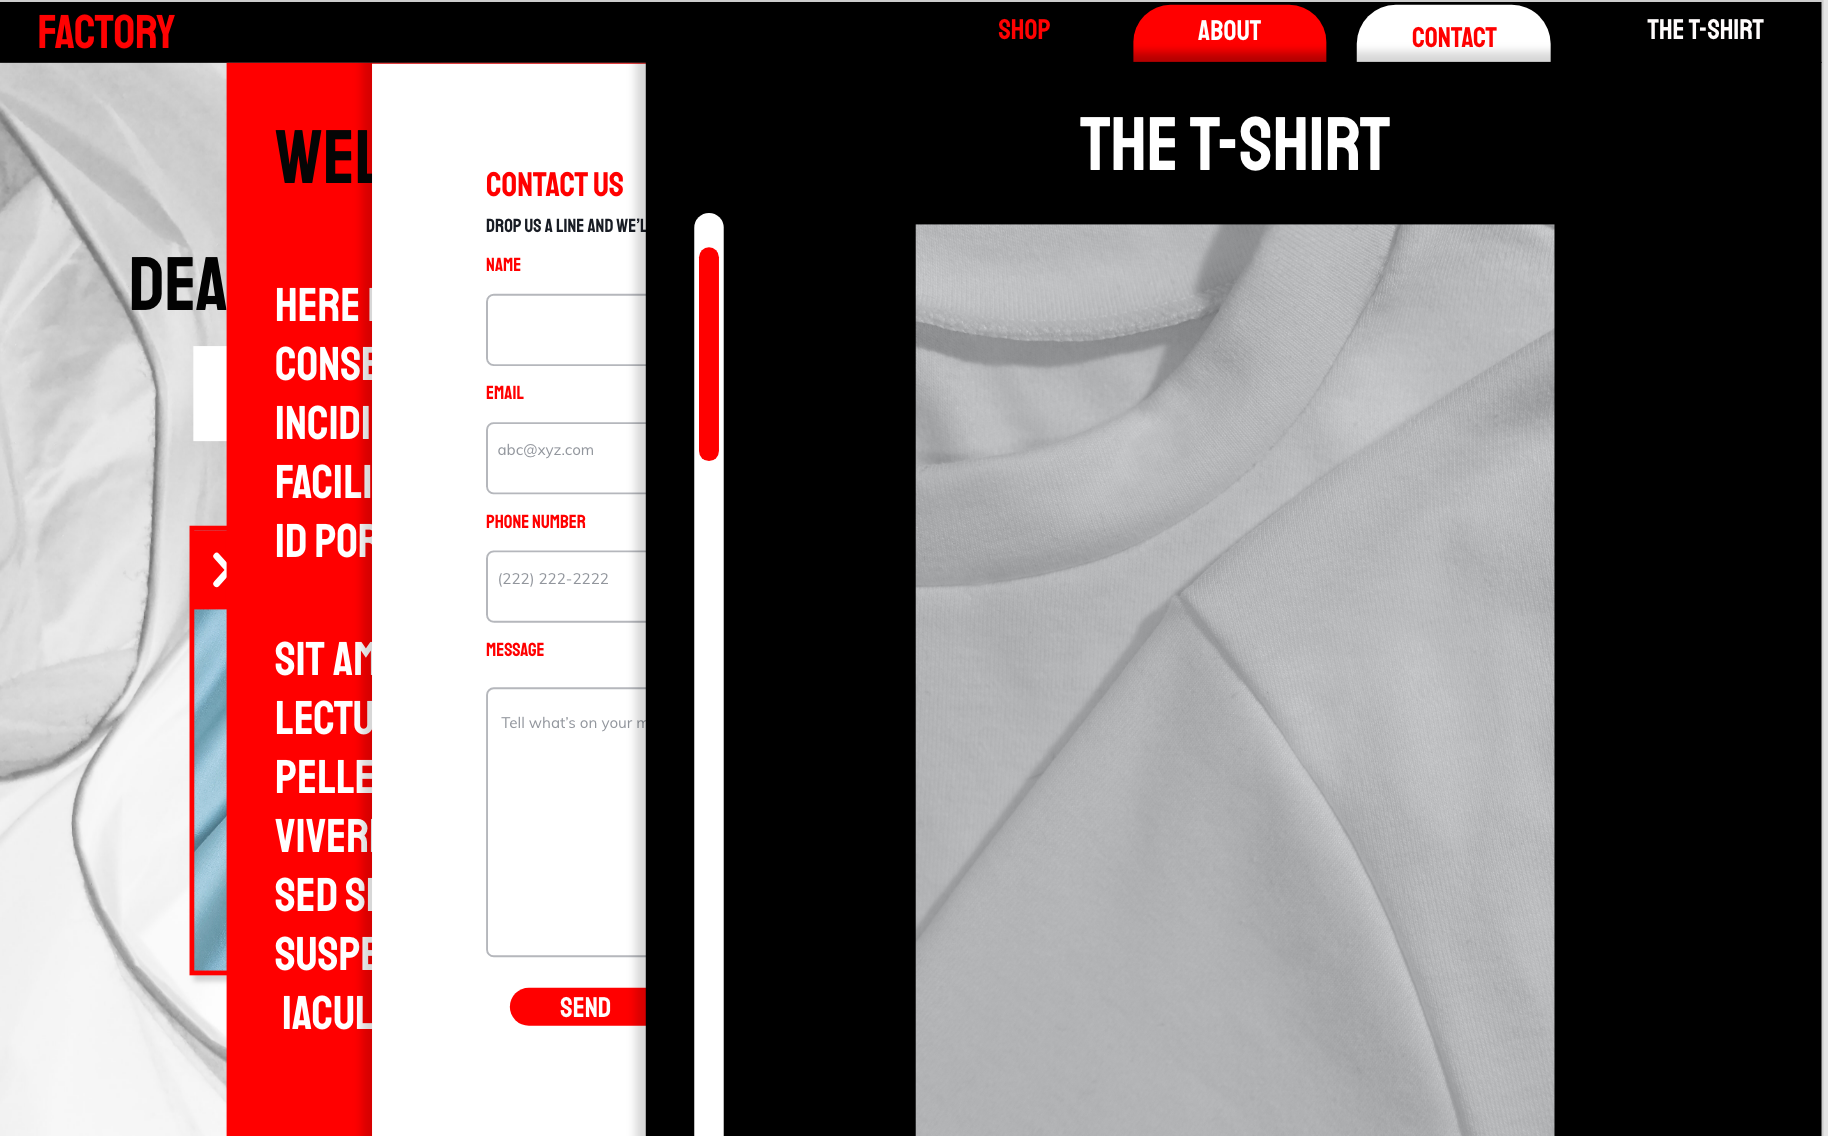 FACTORY
SHOP
ABOUT
CONTACT
THE T-SHIRT
DEA
WEL
HERE
CONSE
INCIDI
FACILI
ID POR
SIT AM
LECTU
PELLE
VIVER
SED SI
SUSPE
IACUL
CONTACT US
DROP US A LINE AND WE'L
NAME
EMAIL
abc@xyz.com
PHONE NUMBER
(222) 222-2222
MESSAGE
Tell what's on your m
SEND
THE T-SHIRT